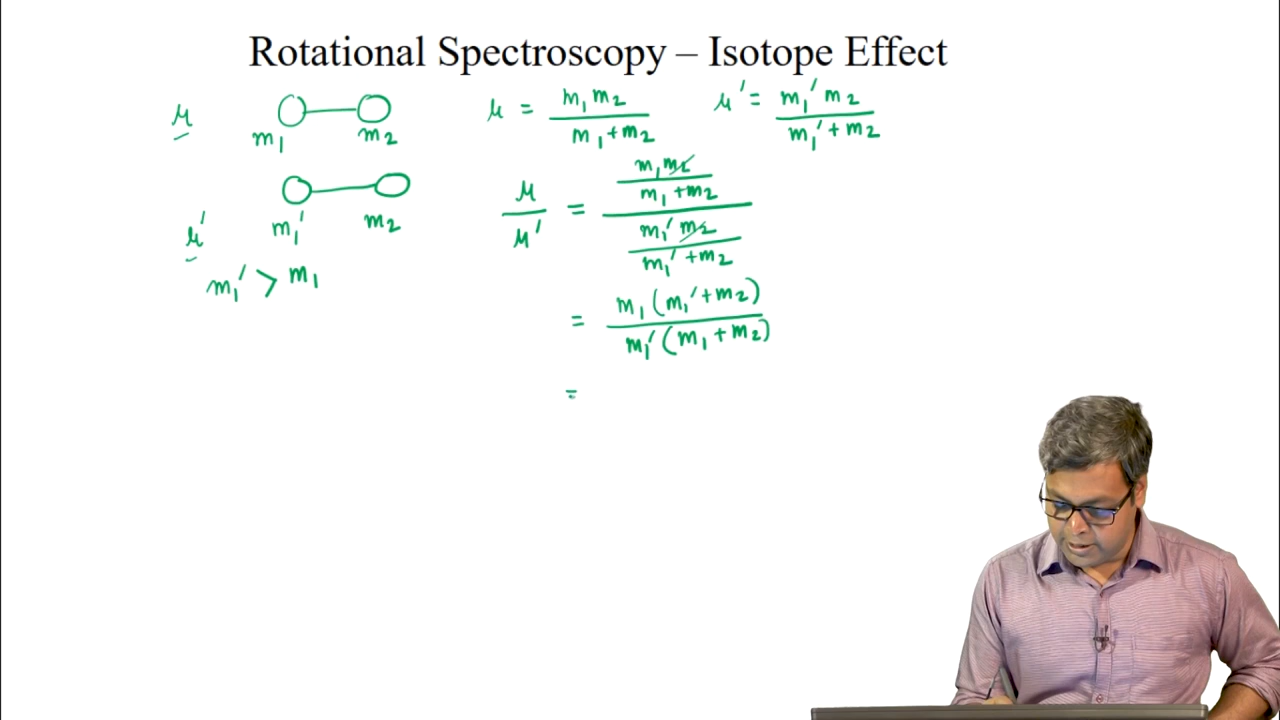 Rotational Spectroscopy – Isotope Effect
μ m₁ m₂ μ = m₁m₂ / m₁+m₂ μ' = m₁'m₂ / m₁'+m₂
μ' m₁' m₂ μ / μ' = (m₁m₂ / m₁+m₂) / (m₁'m₂ / m₁'+m₂)
m₁' > m₁
= m₁(m₁'+m₂) / m₁'(m₁+m₂)
=